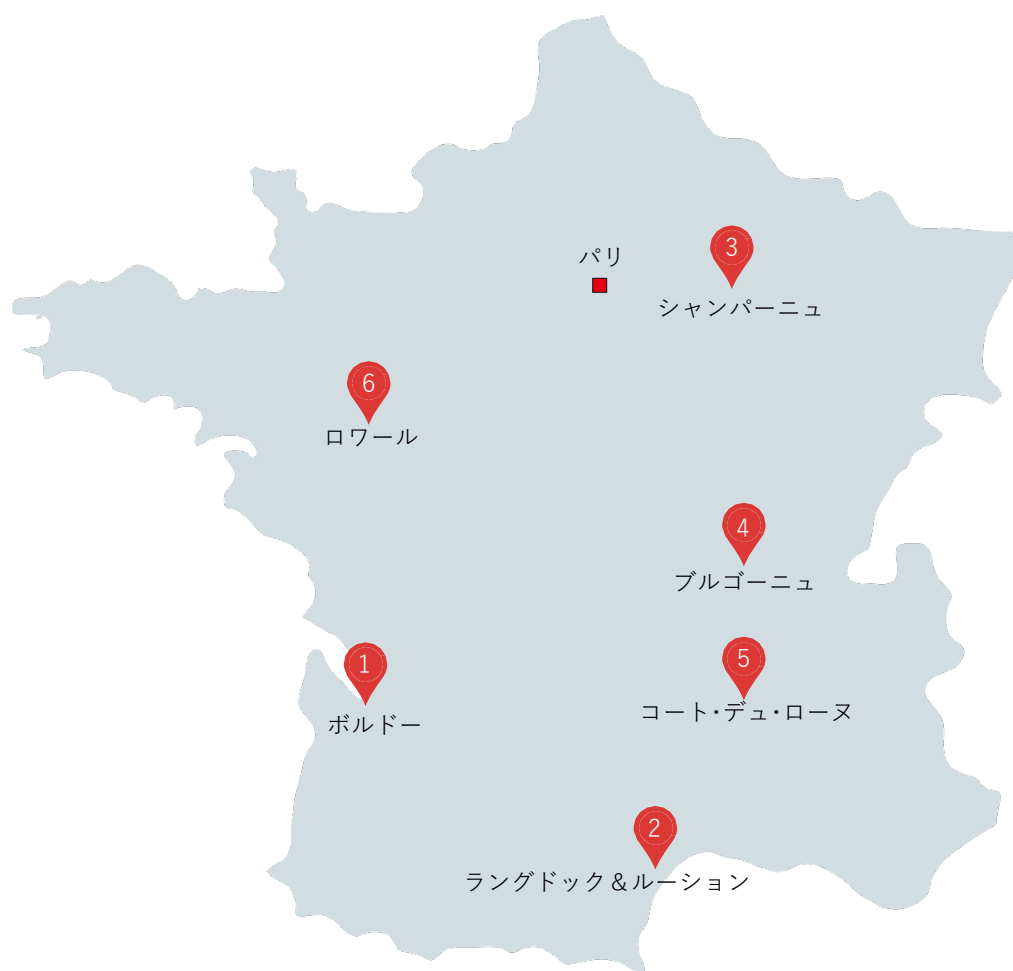 3
パリ
シャンパーニュ
6
ロワール
4
ブルゴーニュ
1
ボルドー
5
コート・デュ・ローヌ
2
ラングドック&ルーション